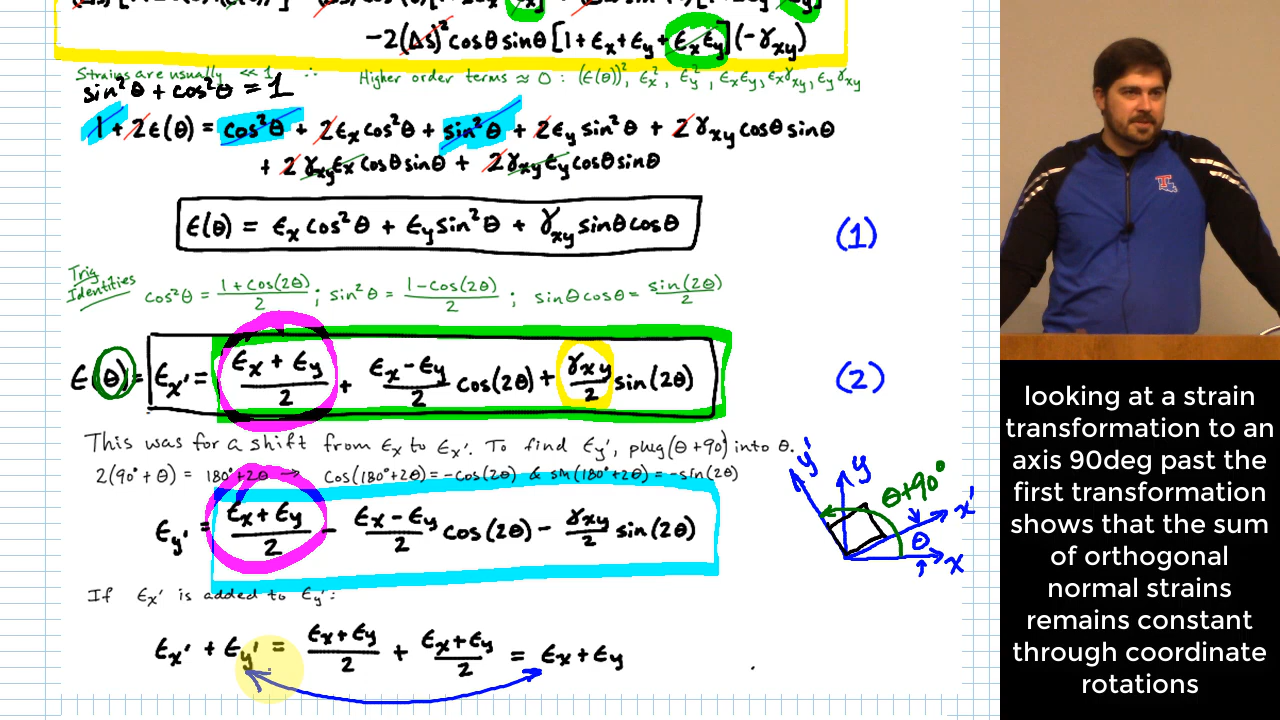 −2(Δs)² cosθ sinθ [1 + ϵx + ϵy + ϵxϵy](−γxy)
Strains are usually << 1 ∴ Higher order terms ≈ 0 : (ϵ(θ))², ϵx², ϵy², ϵxϵy, ϵxγxy, ϵyγxy
sin²θ + cos²θ = 1
1 + 2ϵ(θ) = cos²θ + 2ϵx cos²θ + sin²θ + 2ϵy sin²θ + 2γxy cosθ sinθ
+ 2γxyϵx cosθ sinθ + 2γxyϵy cosθ sinθ
ϵ(θ) = ϵx cos²θ + ϵy sin²θ + γxy sinθ cosθ (1)
Trig Identities cos²θ = (1 + cos(2θ))/2 ; sin²θ = (1 − cos(2θ))/2 ; sinθ cosθ = sin(2θ)/2
ϵ(θ) = ϵx' = (ϵx + ϵy)/2 + (ϵx − ϵy)/2 cos(2θ) + γxy/2 sin(2θ) (2)
This was for a shift from ϵx to ϵx'. To find ϵy', plug (θ + 90°) into θ.
2(90° + θ) = 180° + 2θ → cos(180° + 2θ) = −cos(2θ) & sin(180° + 2θ) = −sin(2θ)
ϵy' = (ϵx + ϵy)/2 − (ϵx − ϵy)/2 cos(2θ) − γxy/2 sin(2θ)
y' y θ+90° x' θ x
If ϵx' is added to ϵy':
ϵx' + ϵy' = (ϵx + ϵy)/2 + (ϵx + ϵy)/2 = ϵx + ϵy
looking at a strain
transformation to an
axis 90deg past the
first transformation
shows that the sum
of orthogonal
normal strains
remains constant
through coordinate
rotations